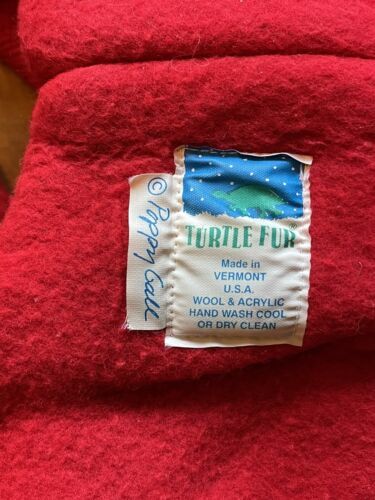 © Poppy Gall
TURTLE FUR®
Made in
VERMONT
U.S.A.
WOOL & ACRYLIC
HAND WASH COOL
OR DRY CLEAN